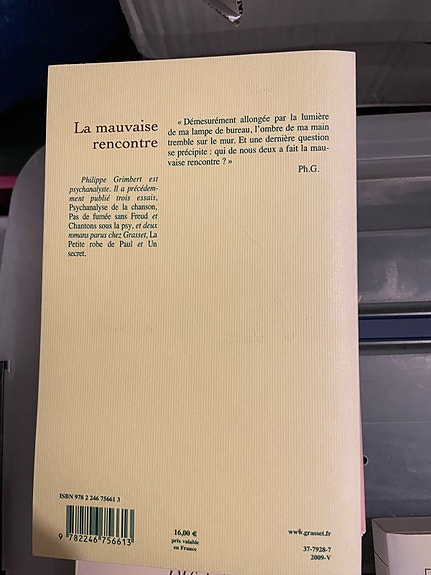 La mauvaise
rencontre
« Démesurément allongée par la lumière
de ma lampe de bureau, l'ombre de ma main
tremble sur le mur. Et une dernière question
se précipite : qui de nous deux a fait la mau-
vaise rencontre ? »
Ph.G.
Philippe Grimbert est
psychanalyste. Il a précédem-
ment publié trois essais,
Psychanalyse de la chanson,
Pas de fumée sans Freud et
Chantons sous la psy, et deux
romans parus chez Grasset, La
Petite robe de Paul et Un
secret.
ISBN 978 2 246 75661 3
9 782246 756613
16,00 €
prix valable
en France
www.grasset.fr
37-7928-7
2009-V